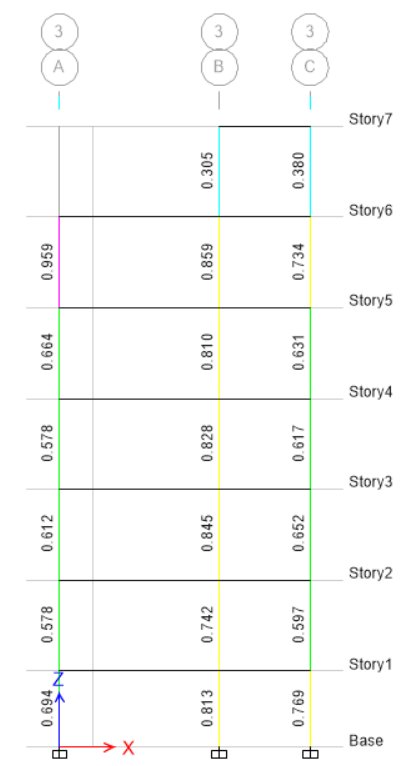 3 3 3
A B C
Story7
0.305 0.380
Story6
0.959 0.859 0.734
Story5
0.664 0.810 0.631
Story4
0.578 0.828 0.617
Story3
0.612 0.845 0.652
Story2
0.578 0.742 0.597
Story1
Z
0.694 0.813 0.769
Base
X